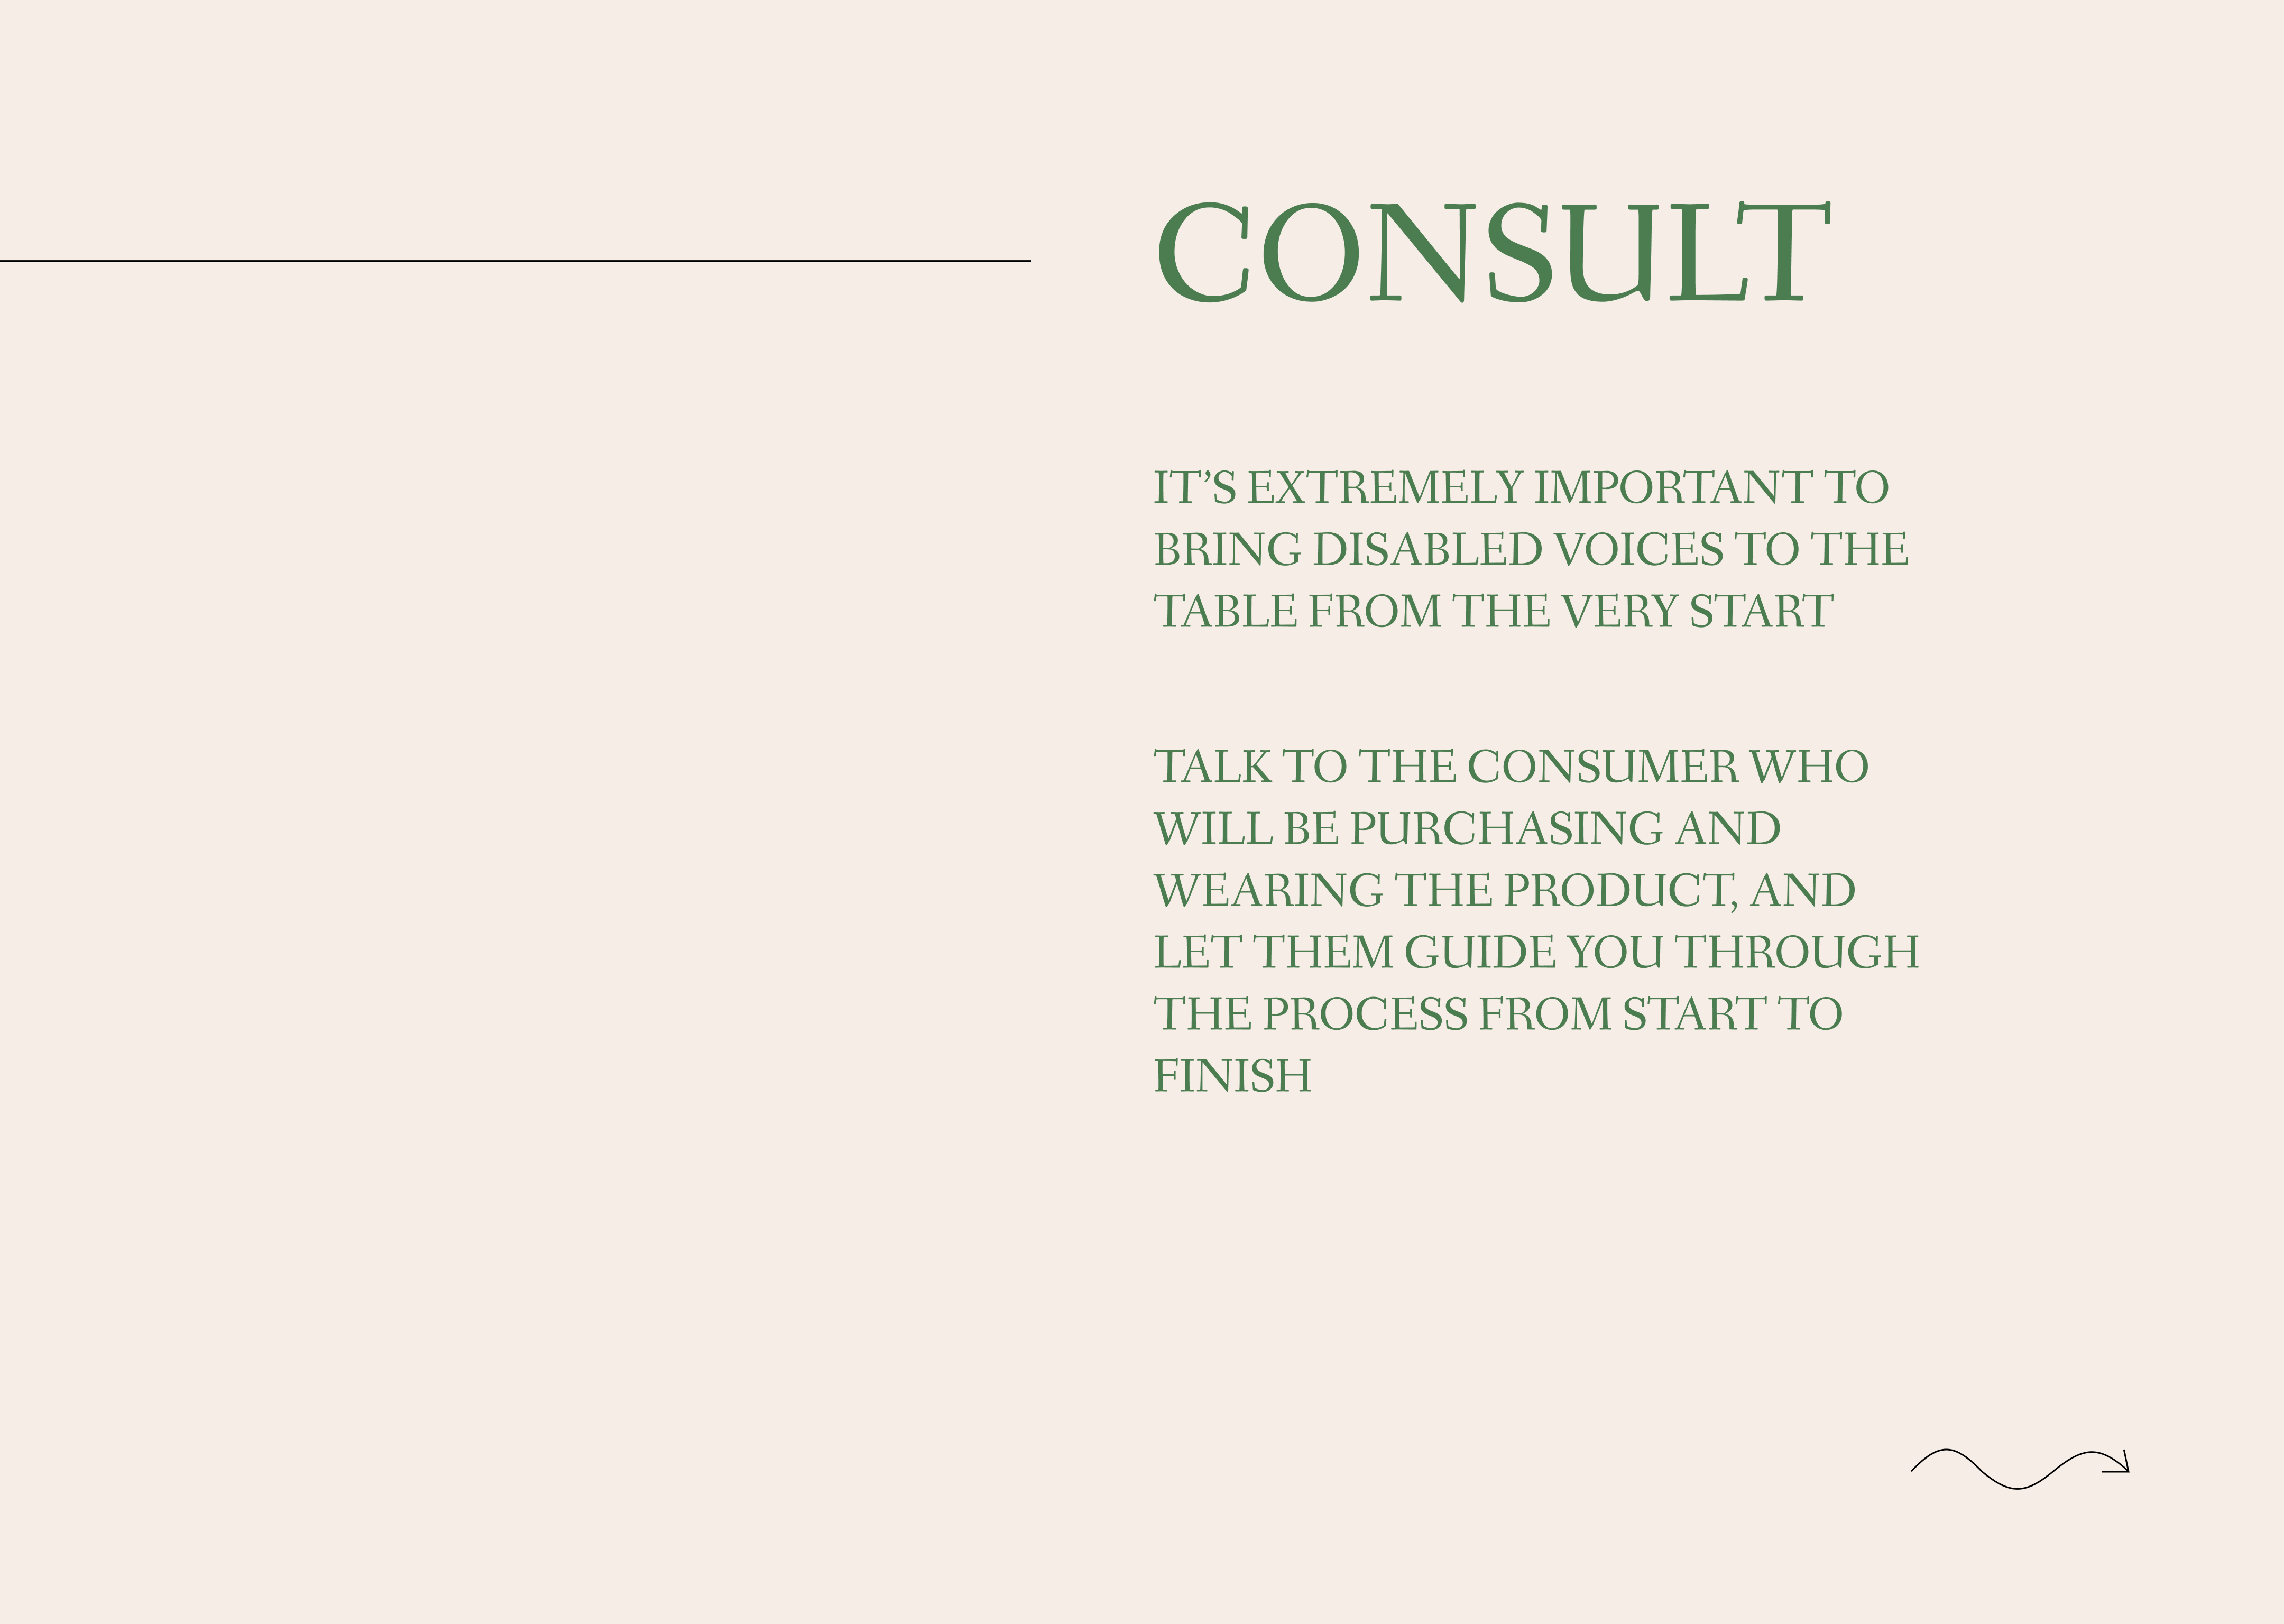 CONSULT
IT’S EXTREMELY IMPORTANT TO
BRING DISABLED VOICES TO THE
TABLE FROM THE VERY START
TALK TO THE CONSUMER WHO
WILL BE PURCHASING AND
WEARING THE PRODUCT, AND
LET THEM GUIDE YOU THROUGH
THE PROCESS FROM START TO
FINISH